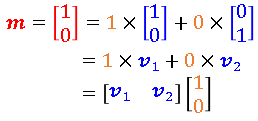 m = [1 0] = 1 × [1 0] + 0 × [0 1]
= 1 × v₁ + 0 × v₂
= [v₁ v₂] [1 0]